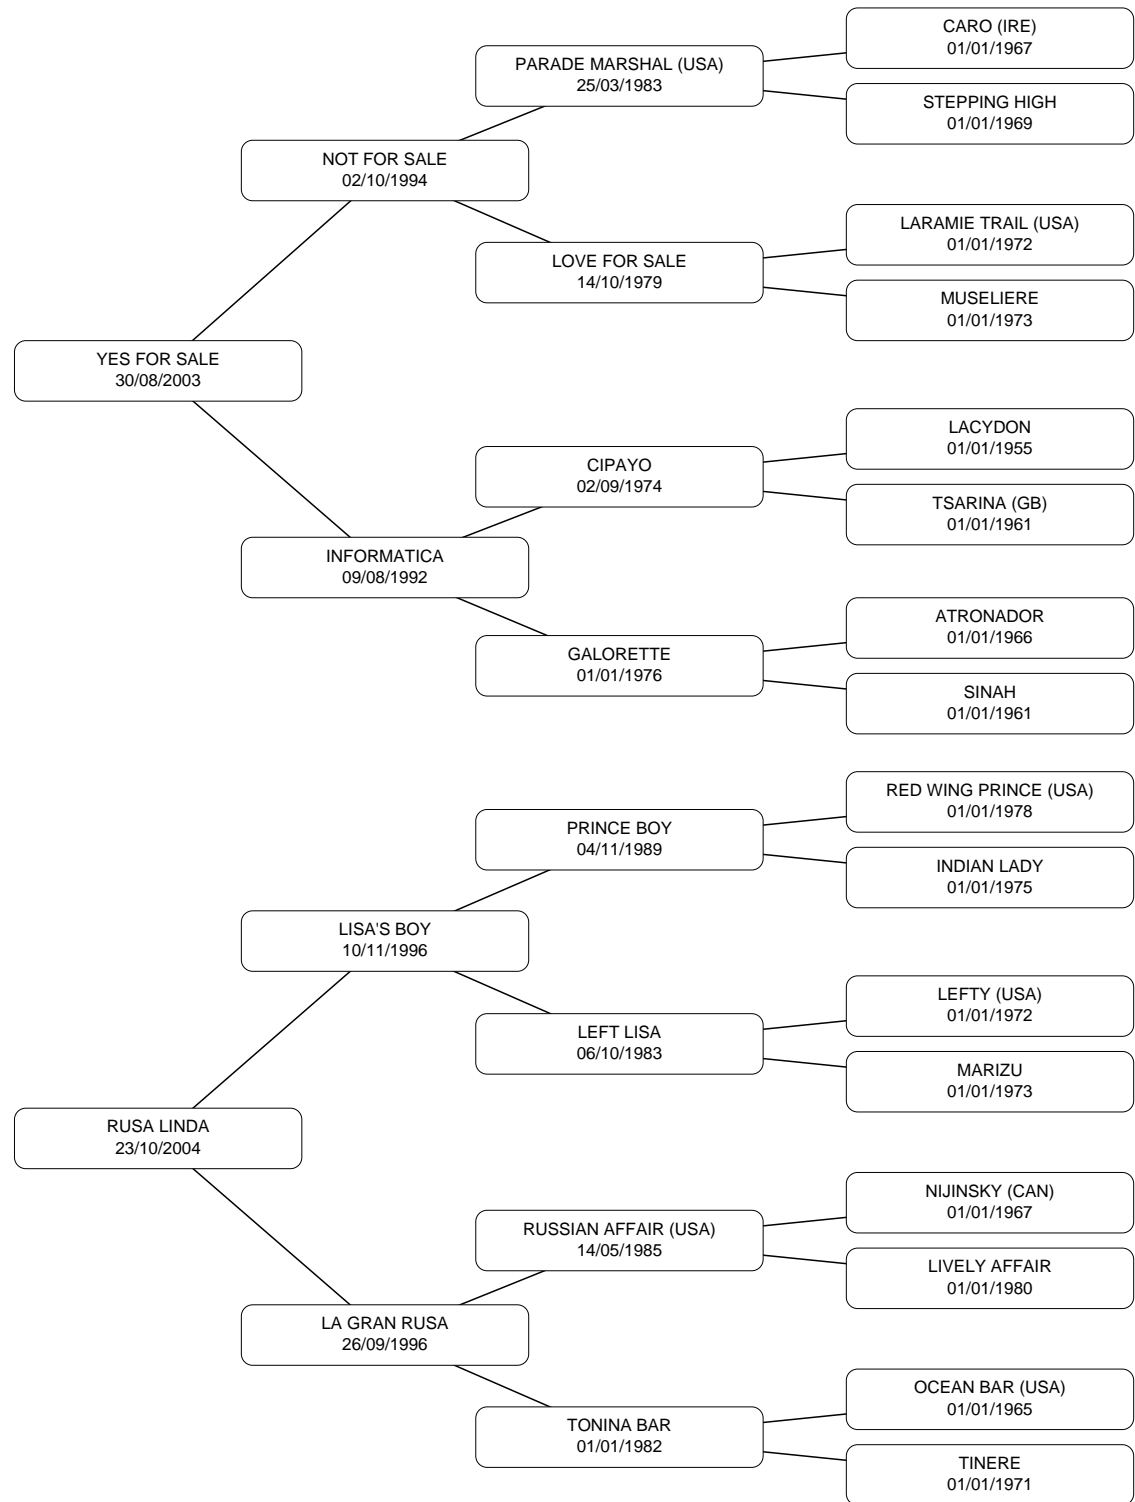 CARO (IRE)
01/01/1967
PARADE MARSHAL (USA)
25/03/1983
STEPPING HIGH
01/01/1969
NOT FOR SALE
02/10/1994
LARAMIE TRAIL (USA)
01/01/1972
LOVE FOR SALE
14/10/1979
MUSELIERE
01/01/1973
YES FOR SALE
30/08/2003
LACYDON
01/01/1955
CIPAYO
02/09/1974
TSARINA (GB)
01/01/1961
INFORMATICA
09/08/1992
ATRONADOR
01/01/1966
GALORETTE
01/01/1976
SINAH
01/01/1961
RED WING PRINCE (USA)
01/01/1978
PRINCE BOY
04/11/1989
INDIAN LADY
01/01/1975
LISA'S BOY
10/11/1996
LEFTY (USA)
01/01/1972
LEFT LISA
06/10/1983
MARIZU
01/01/1973
RUSA LINDA
23/10/2004
NIJINSKY (CAN)
01/01/1967
RUSSIAN AFFAIR (USA)
14/05/1985
LIVELY AFFAIR
01/01/1980
LA GRAN RUSA
26/09/1996
OCEAN BAR (USA)
01/01/1965
TONINA BAR
01/01/1982
TINERE
01/01/1971